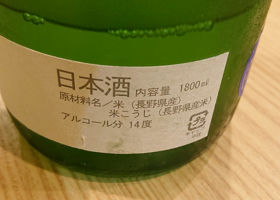 日本酒 内容量 1800ml
原材料名／米（長野県産）
米こうじ（長野県産米）
アルコール分 14度